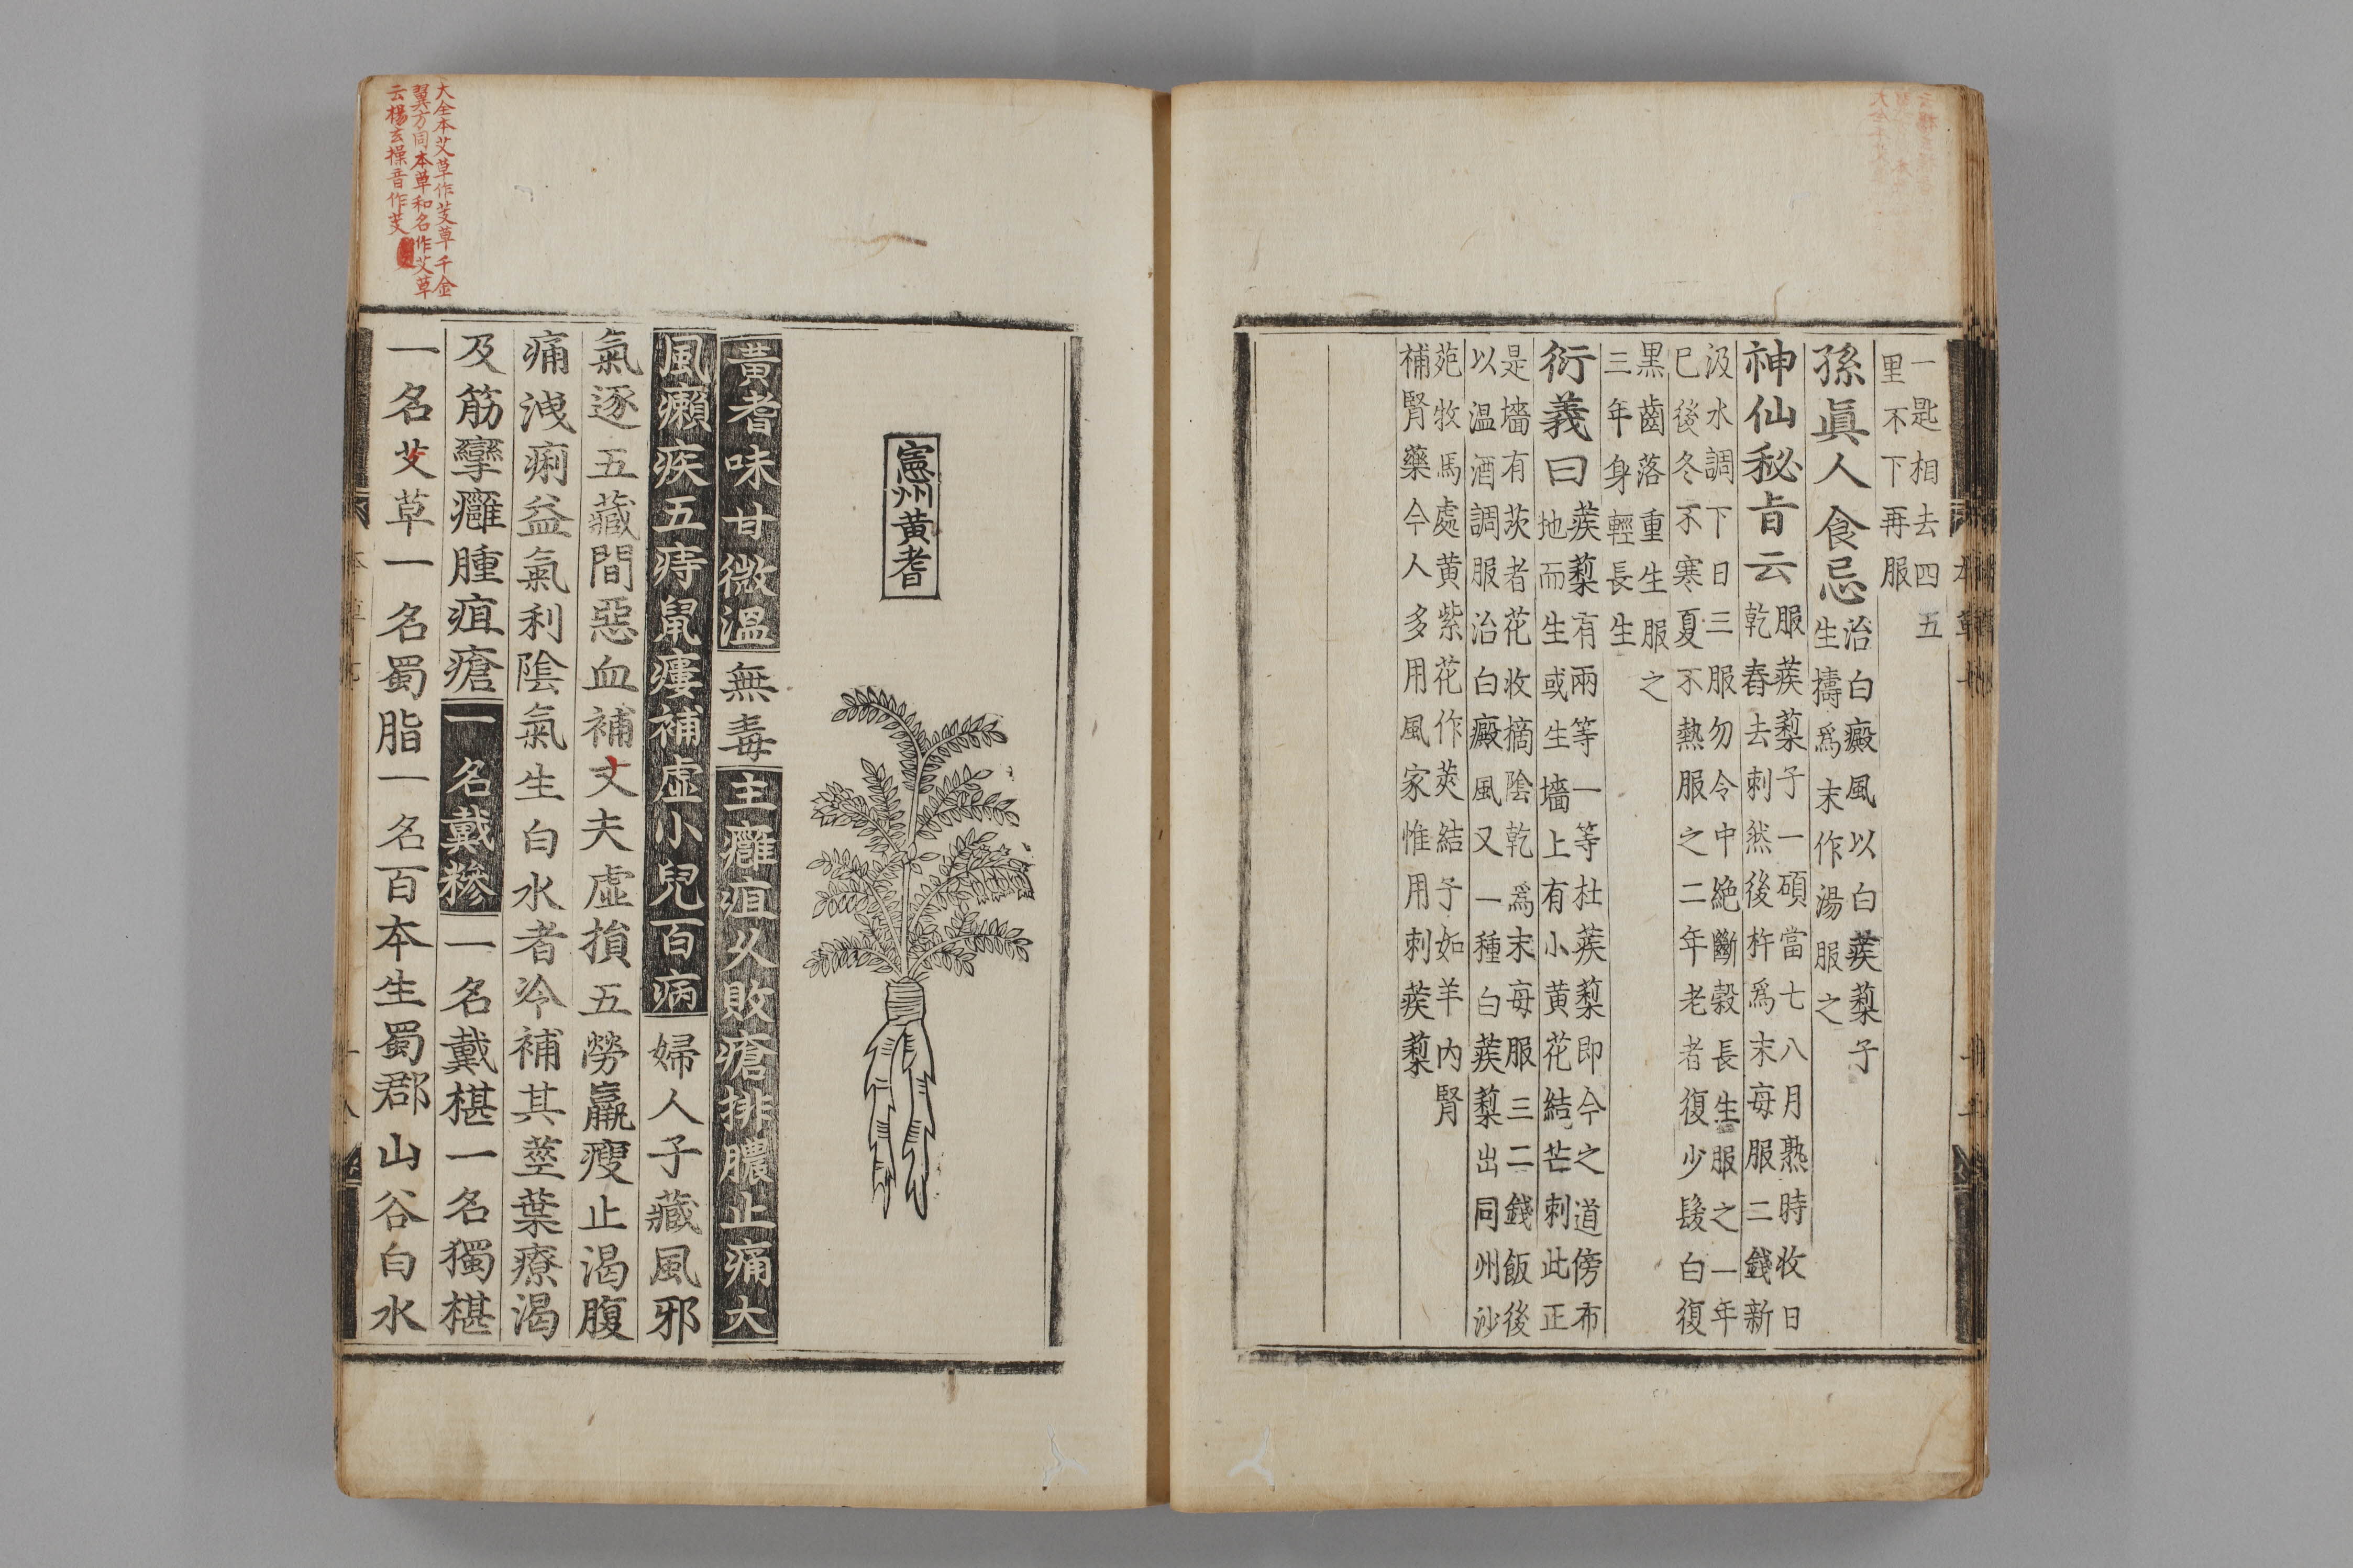 一匙相去四五
里不下再服
孫眞人食忌治白癜風以白蒺䔧子
生擣爲末作湯服之
神仙秘㫖云服蒺䔧子一碩當七八月熟時收日
乾舂去刺然後杵爲末每服二錢新
汲水調下日三服勿令中絶斷穀長生服之一年
巳後冬不寒夏不熱服之二年老者復少髮白復
黑齒落重生服之
三年身輕長生
衍義曰蒺䔧有兩等一等杜蒺䔧即今之道傍布
地而生或生墻上有小黄花結芒刺此正
是墻有茨者花收摘陰乾爲末每服三二錢飯後
以温酒調服治白癜風又一種白蒺䔧出同州沙
苑牧馬處黄紫花作莢結子如羊内腎
補腎藥今人多用風家惟用刺蒺䔧
憲州黄耆
黄耆味甘微溫無毒主癰疽乆敗瘡排膿止痛大
風癩疾五痔鼠瘻補虛小兒百病婦人子藏風邪
氣逐五藏間惡血補丈夫虛損五勞羸瘦止渴腹
痛洩痢益氣利陰氣生白水者冷補其莖葉療渴
及筋攣癰腫疽瘡一名戴糝一名戴椹一名獨椹
一名艾草一名蜀脂一名百本生蜀郡山谷白水
大全本艾草作芰草千金
翼方同本草和名作艾草
云楊玄操音作芰